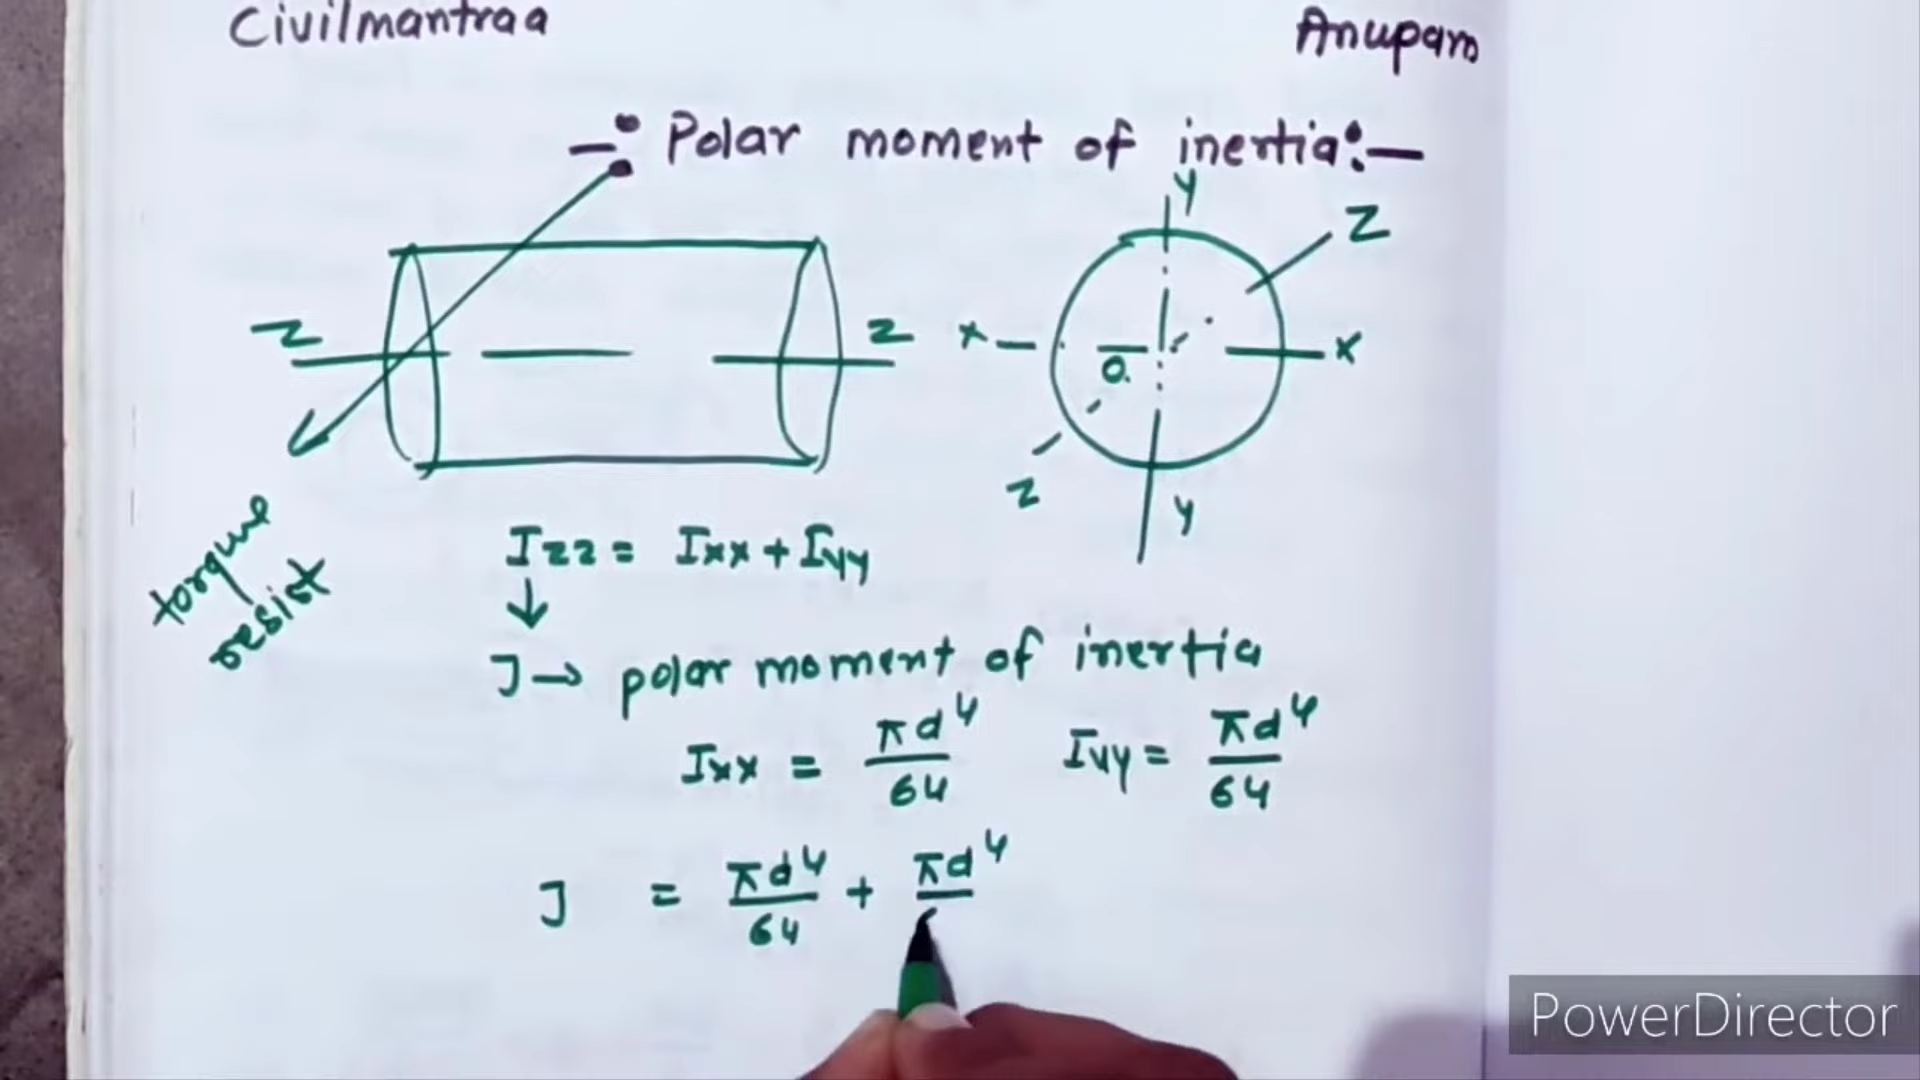 Civilmantraa
Anupam
-: Polar moment of inertia:-
Y
Z
Z
Z
X
X
O.
Z
Y
torque
resist
Izz = Ixx + Iyy
↓
J → polar moment of inertia
Ixx = πd⁴/64 Iyy = πd⁴/64
J = πd⁴/64 + πd⁴/6
PowerDirector